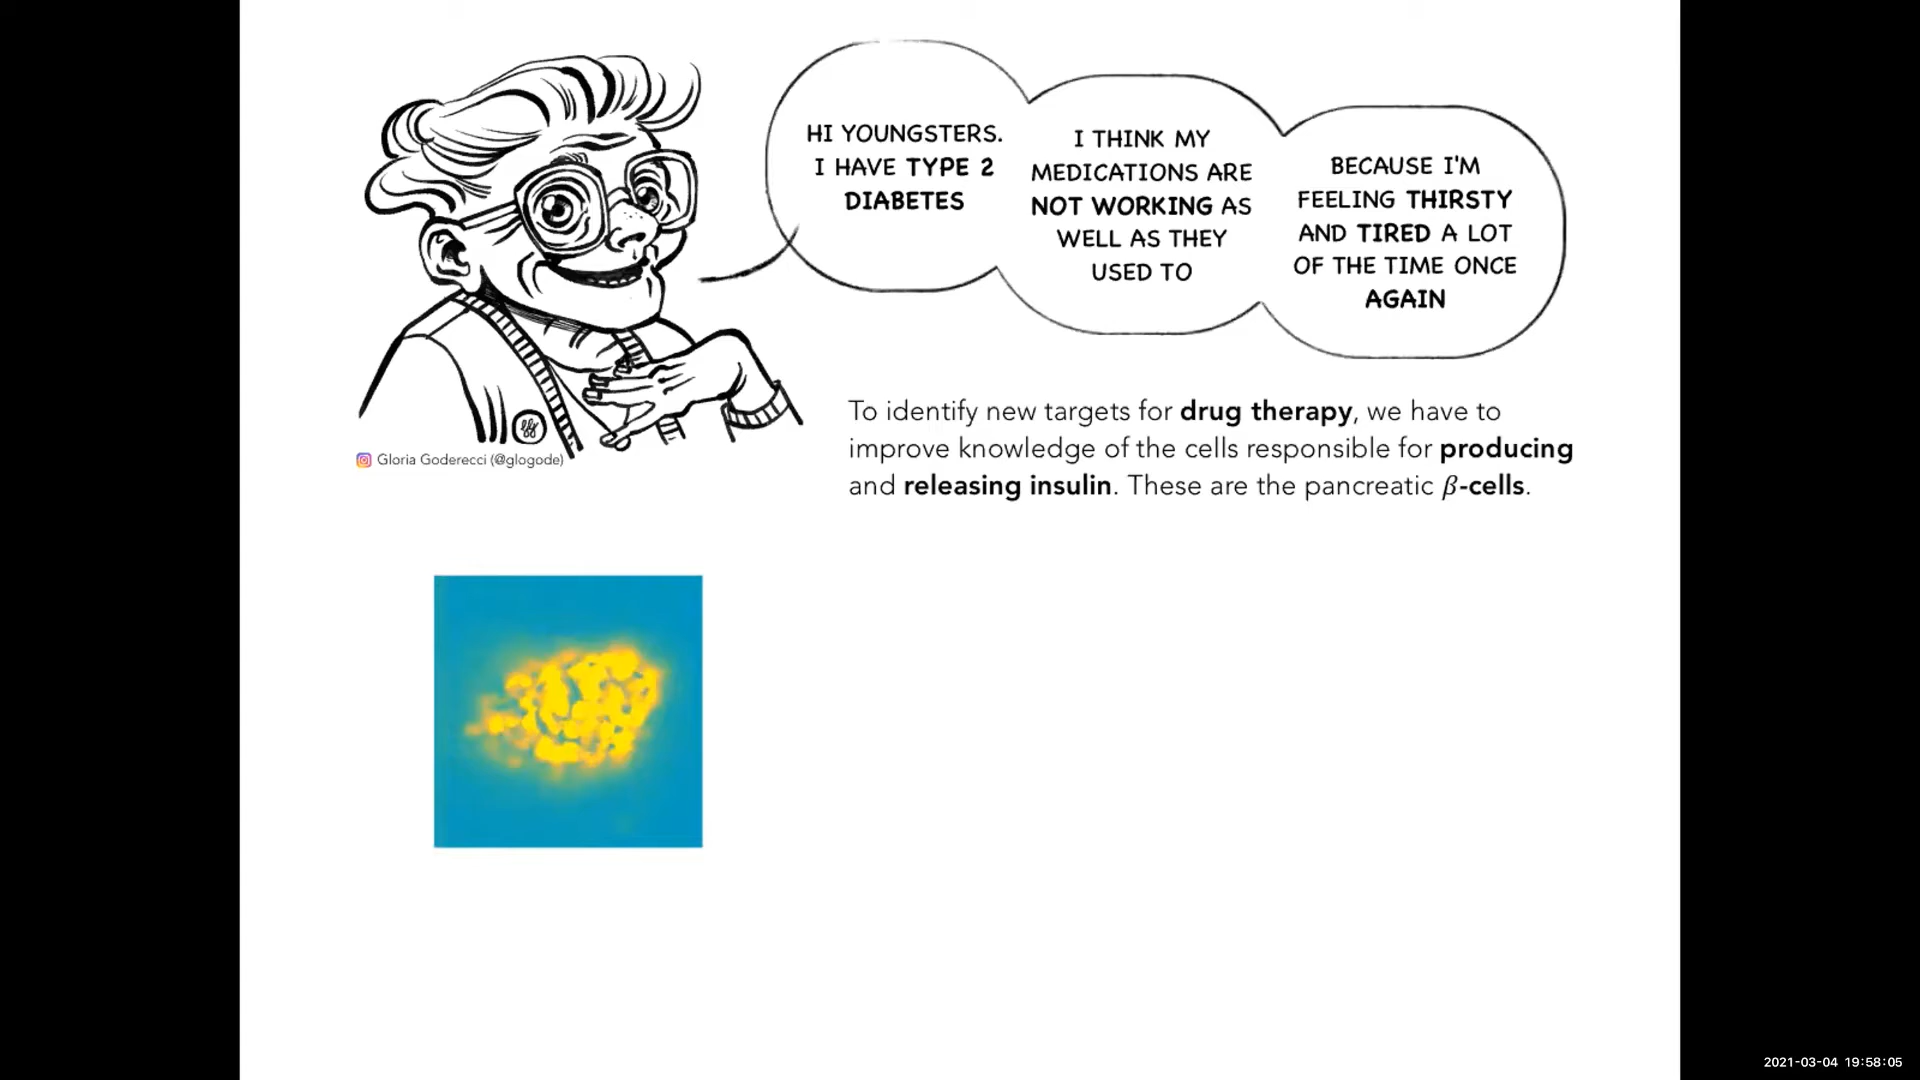 HI YOUNGSTERS.
I HAVE TYPE 2
DIABETES
I THINK MY
MEDICATIONS ARE
NOT WORKING AS
WELL AS THEY
USED TO
BECAUSE I'M
FEELING THIRSTY
AND TIRED A LOT
OF THE TIME ONCE
AGAIN
Gloria Goderecci (@glogode)
To identify new targets for drug therapy, we have to
improve knowledge of the cells responsible for producing
and releasing insulin. These are the pancreatic β-cells.
2021-03-04 19:58:05